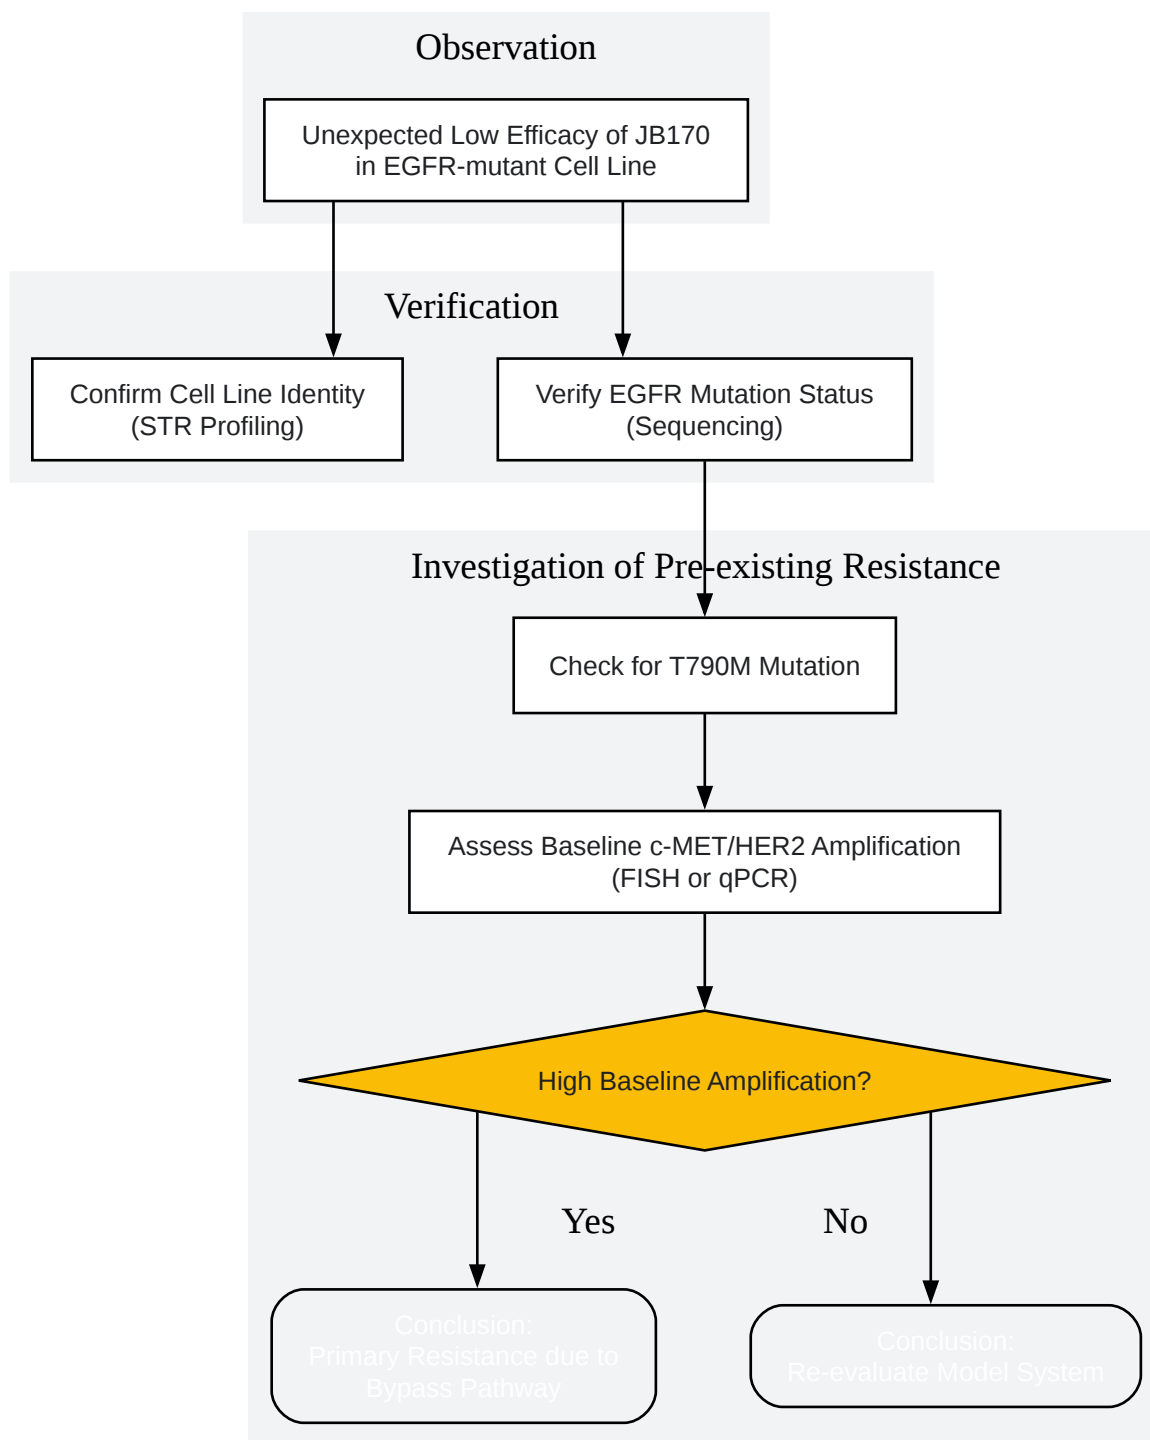 Observation
Unexpected Low Efficacy of JB170
in EGFR-mutant Cell Line
Verification
Confirm Cell Line Identity
(STR Profiling)
Verify EGFR Mutation Status
(Sequencing)
Investigation of Pre-existing Resistance
Check for T790M Mutation
Assess Baseline c-MET/HER2 Amplification
(FISH or qPCR)
High Baseline Amplification?
Yes
No
Conclusion:
Primary Resistance due to
Bypass Pathway
Conclusion:
Re-evaluate Model System